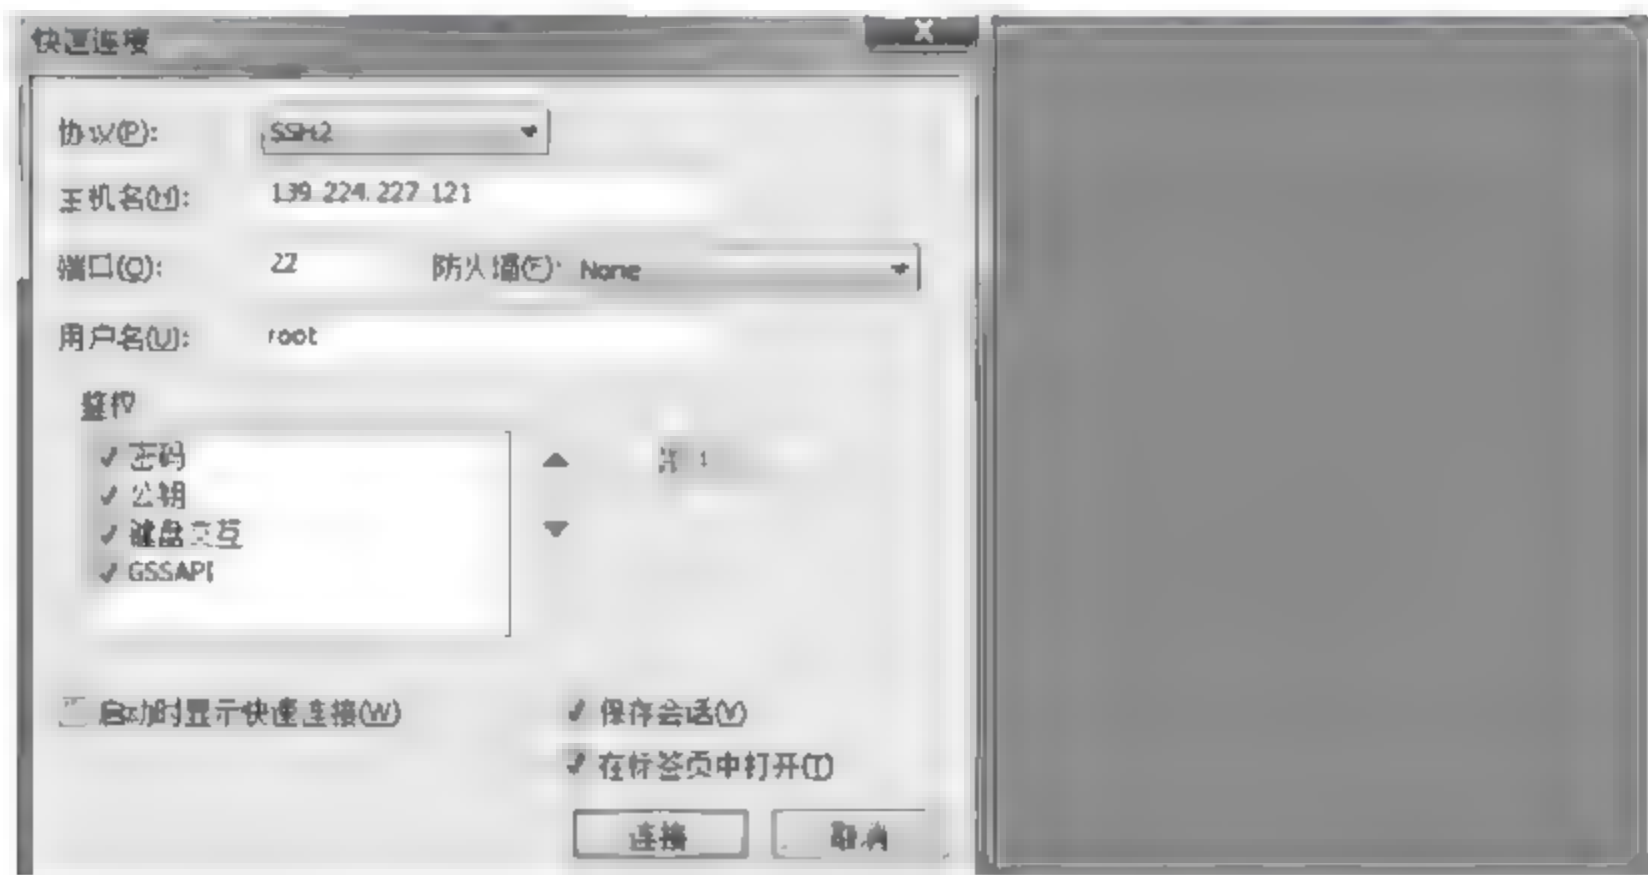 快速连接
协议(P): SSH2
主机名(H): 139.224.227.121
端口(O): 22 防火墙(F): None
用户名(U): root
鉴权
密码
公钥
键盘交互
GSSAPI
启动时显示快速连接(W) 保存会话(V)
在标签页中打开(T)
连接 取消